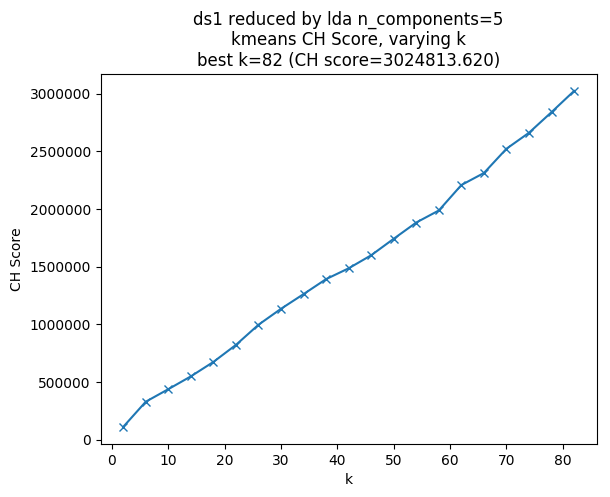 ds1 reduced by lda n_components=5
kmeans CH Score, varying k
best k=82 (CH score=3024813.620)
3000000
2500000
2000000
1500000
1000000
500000
0
CH Score
0 10 20 30 40 50 60 70 80
k